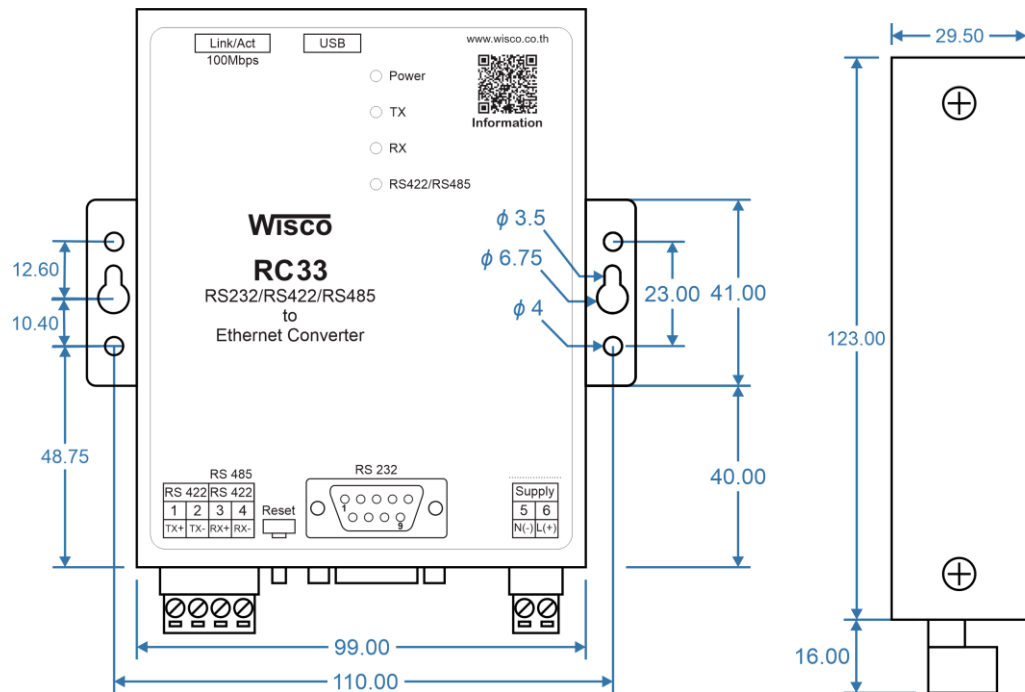 Link/Act
100Mbps
USB
www.wisco.co.th
Information
Power
TX
RX
RS422/RS485
Wisco
RC33
RS232/RS422/RS485
to
Ethernet Converter
12.60
10.40
48.75
ϕ 3.5
ϕ 6.75
ϕ 4
23.00
41.00
40.00
RS 485
RS 422 RS 422
1 2 3 4
TX+ TX- RX+ RX-
Reset
RS 232
1
9
Supply
5 6
N(-) L(+)
99.00
110.00
29.50
123.00
16.00